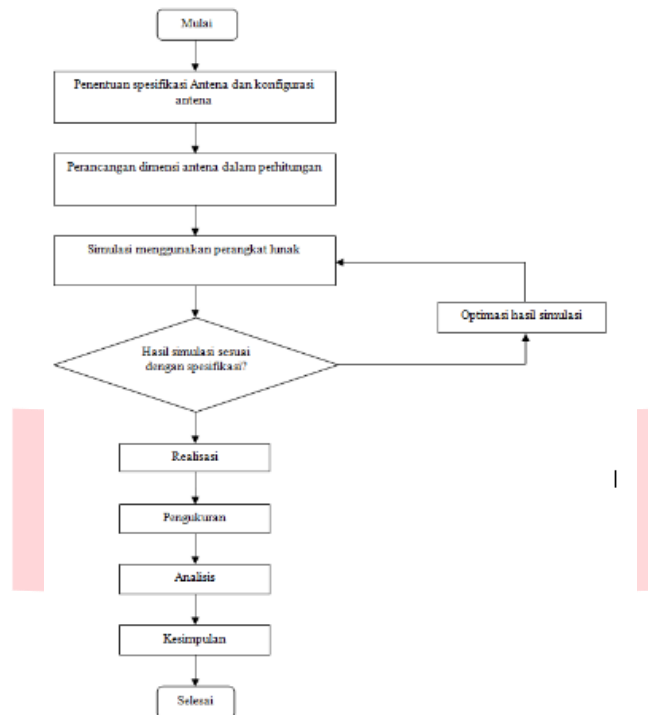 Mulai
Penentuan spesifikasi Antena dan konfigurasi
antena
Perancangan dimensi antena dalam perhitungan
Simulasi menggunakan perangkat lunak
Optimasi hasil simulasi
Hasil simulasi sesuai
dengan spesifikasi?
Realisasi
Pengukuran
Analisis
Kesimpulan
Selesai